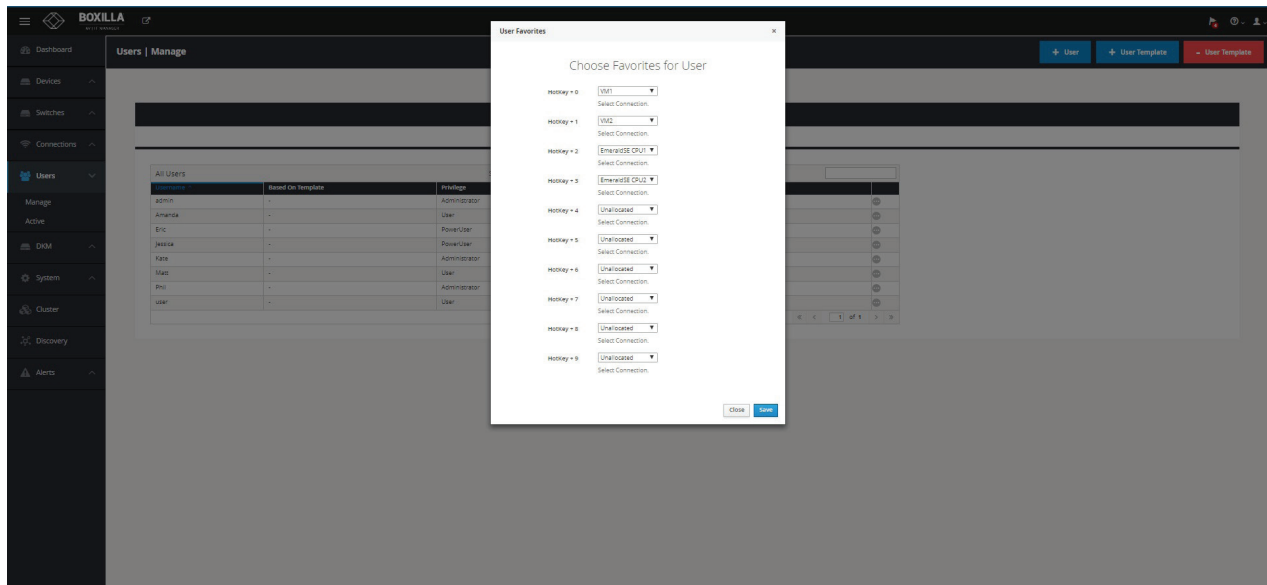 BOXILLA
Dashboard
Devices
Switches
Connections
Users
Manage
Active
DKM
System
Cluster
Discovery
Alerts
Users | Manage
+ User
+ User Template
- User Template
All Users
Username
Based On Template
Privilege
admin
-
Administrator
Amanda
-
User
Eric
-
PowerUser
Jessica
-
PowerUser
Kate
-
Administrator
Matt
-
User
Phil
-
Administrator
user
-
User
1 of 1
User Favorites
×
Choose Favorites for User
HotKey + 0
VM1
Select Connection.
HotKey + 1
VM2
Select Connection.
HotKey + 2
EmeraldSE CPU1
Select Connection.
HotKey + 3
EmeraldSE CPU2
Select Connection.
HotKey + 4
Unallocated
Select Connection.
HotKey + 5
Unallocated
Select Connection.
HotKey + 6
Unallocated
Select Connection.
HotKey + 7
Unallocated
Select Connection.
HotKey + 8
Unallocated
Select Connection.
HotKey + 9
Unallocated
Select Connection.
Close
Save